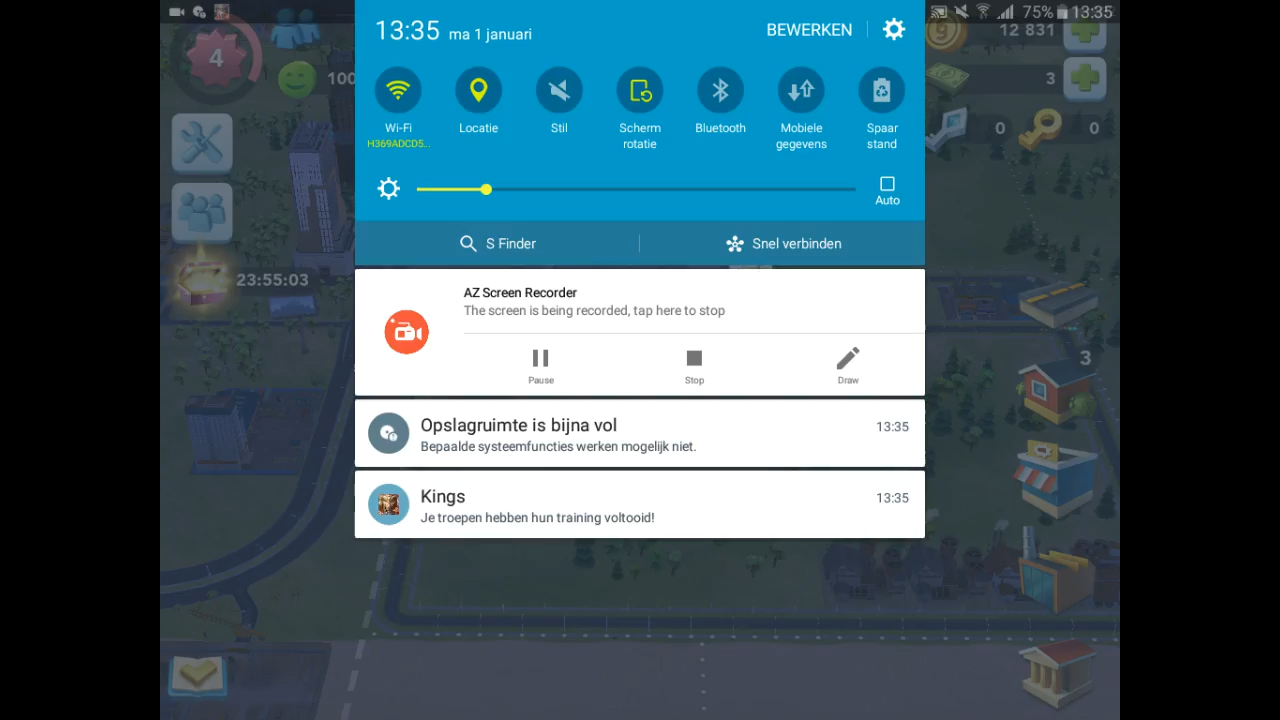 75% 13:35
13:35 ma 1 januari BEWERKEN
4
100
12 831
3
0 0
Wi-Fi
H369ADCD5...
Locatie
Stil
Scherm
rotatie
Bluetooth
Mobiele
gegevens
Spaar
stand
Auto
S Finder
Snel verbinden
23:55:03
AZ Screen Recorder
The screen is being recorded, tap here to stop
Pause
Stop
Draw
3
Opslagruimte is bijna vol 13:35
Bepaalde systeemfuncties werken mogelijk niet.
Kings 13:35
Je troepen hebben hun training voltooid!